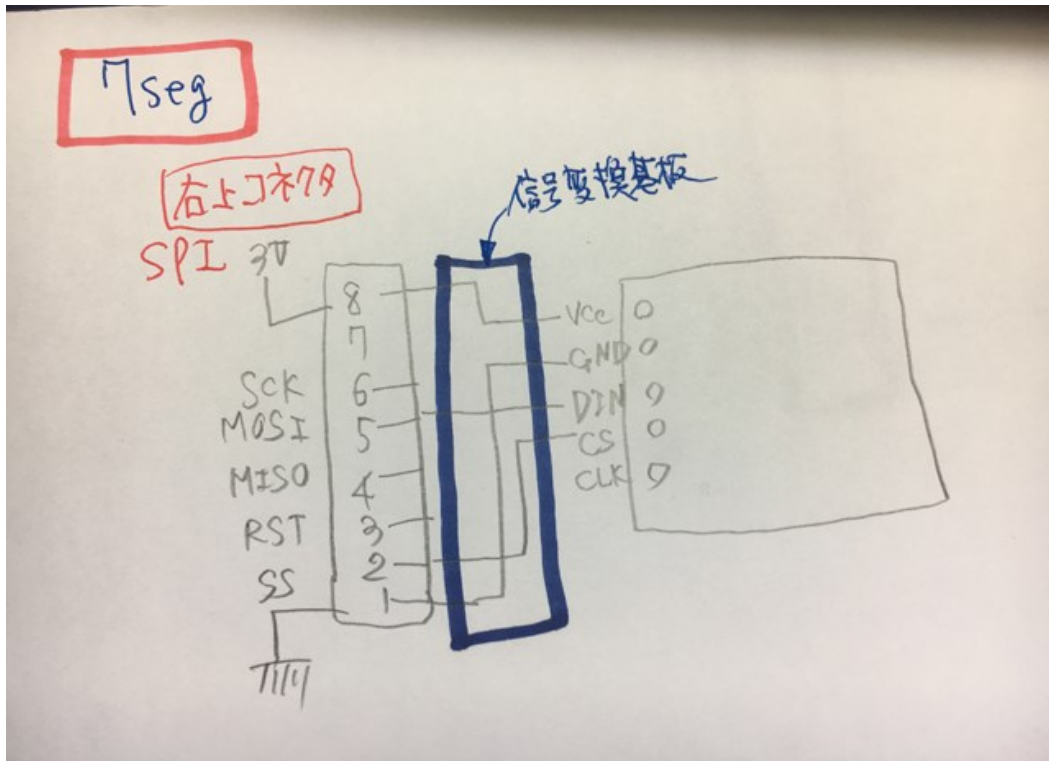 7seg
右上コネクタ
信号変換基板
SPI 3V
8
7
SCK 6
MOSI 5
MISO 4
RST 3
SS 2
1
VCC
GND
DIN
CS
CLK